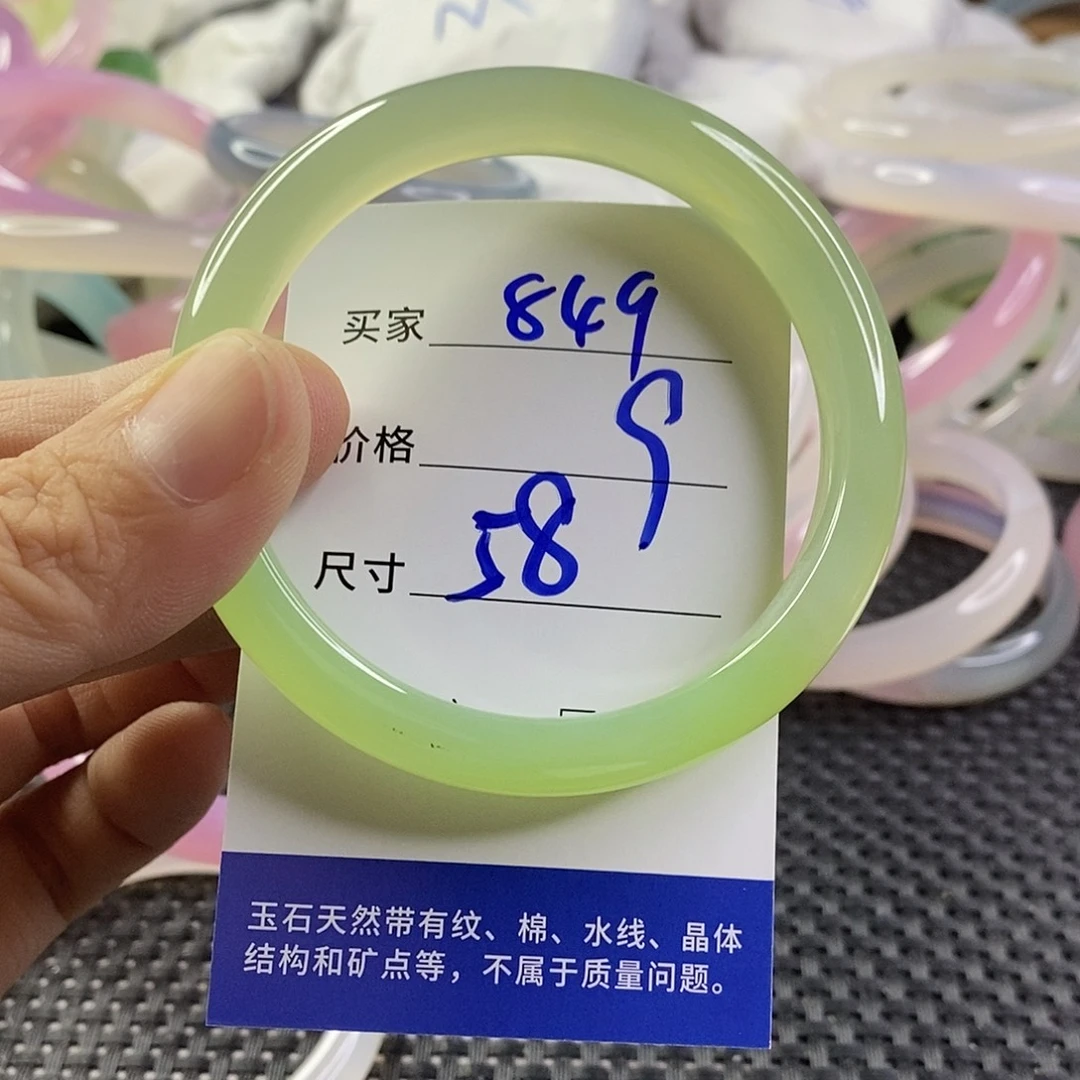 买家 849
价格 9
尺寸 58
玉石天然带有纹、棉、水线、晶体
结构和矿点等，不属于质量问题。